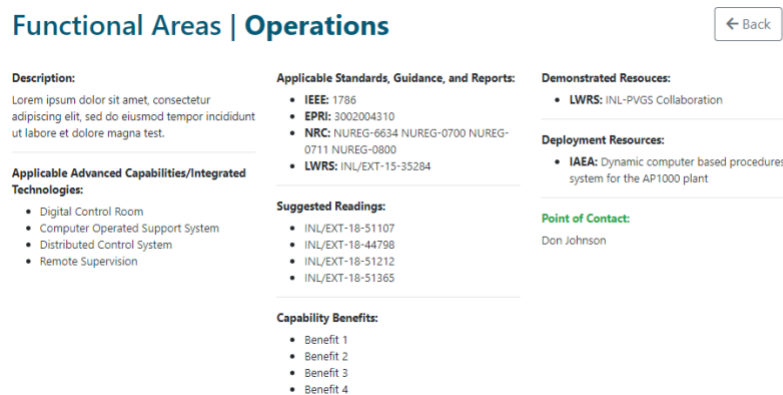 Functional Areas | Operations
← Back
Description:
Lorem ipsum dolor sit amet, consectetur
adipiscing elit, sed do eiusmod tempor incididunt
ut labore et dolore magna test.
Applicable Advanced Capabilities/Integrated
Technologies:
• Digital Control Room
• Computer Operated Support System
• Distributed Control System
• Remote Supervision
Applicable Standards, Guidance, and Reports:
• IEEE: 1786
• EPRI: 3002004310
• NRC: NUREG-6634 NUREG-0700 NUREG-
0711 NUREG-0800
• LWRS: INL/EXT-15-35284
Suggested Readings:
• INL/EXT-18-51107
• INL/EXT-18-44798
• INL/EXT-18-51212
• INL/EXT-18-51365
Capability Benefits:
• Benefit 1
• Benefit 2
• Benefit 3
• Benefit 4
Demonstrated Resouces:
• LWRS: INL-PVGS Collaboration
Deployment Resources:
• IAEA: Dynamic computer based procedures
system for the AP1000 plant
Point of Contact:
Don Johnson